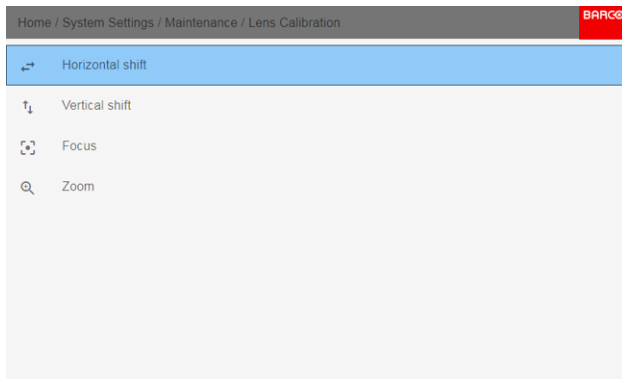 Home / System Settings / Maintenance / Lens Calibration
BARCO
Horizontal shift
Vertical shift
Focus
Zoom